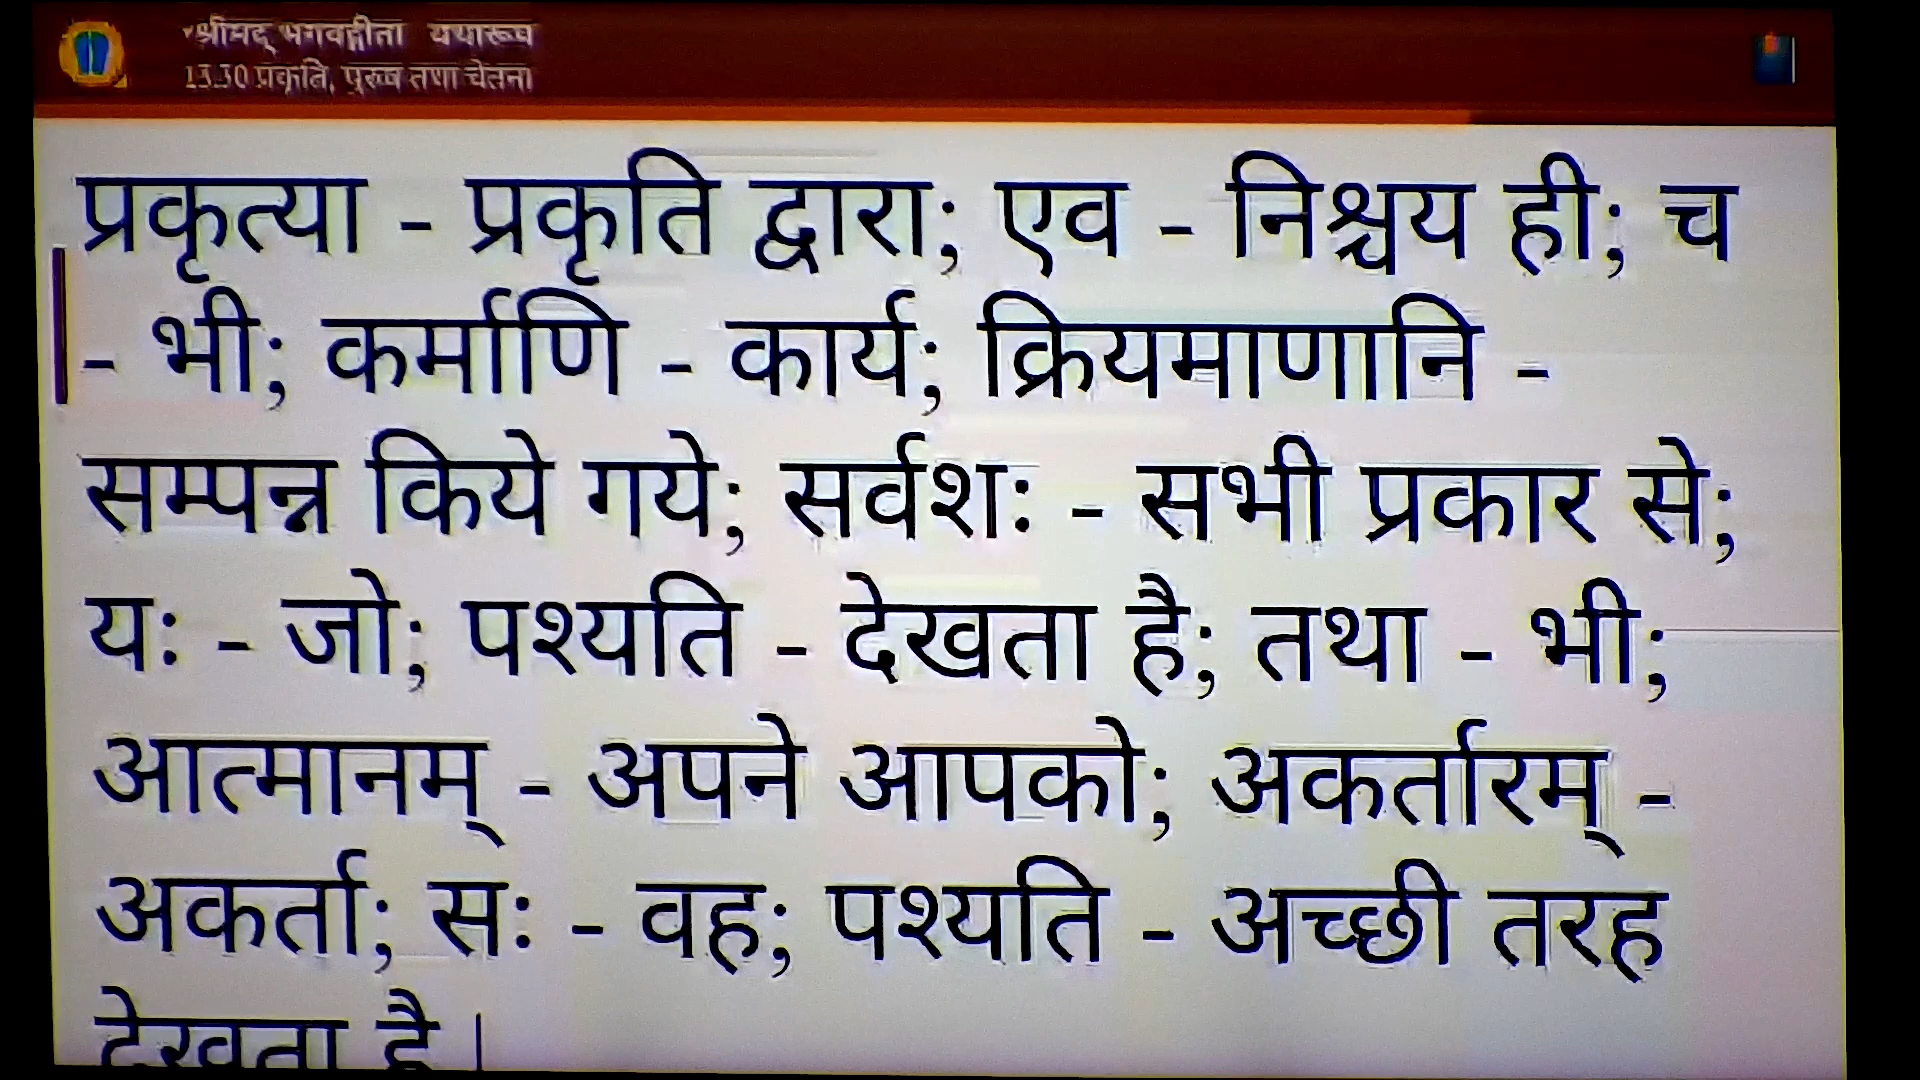 श्रीमद् भगवद्गीता यथारूप
13.30 प्रकृति, पुरुष तथा चेतना
प्रकृत्या - प्रकृति द्वारा; एव - निश्चय ही; च
- भी; कर्माणि - कार्य; क्रियमाणानि -
सम्पन्न किये गये; सर्वशः - सभी प्रकार से;
यः - जो; पश्यति - देखता है; तथा - भी;
आत्मानम् - अपने आपको; अकर्तारम् -
अकर्ता; सः - वह; पश्यति - अच्छी तरह
देखता है।